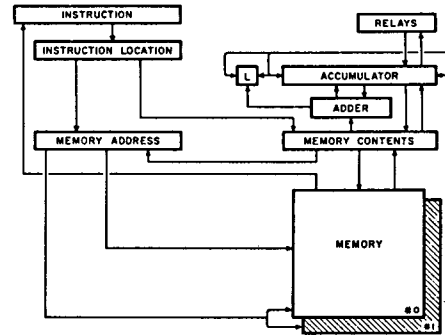 INSTRUCTION
RELAYS
INSTRUCTION LOCATION
L
ACCUMULATOR
ADDER
MEMORY ADDRESS
MEMORY CONTENTS
MEMORY
#0
#1